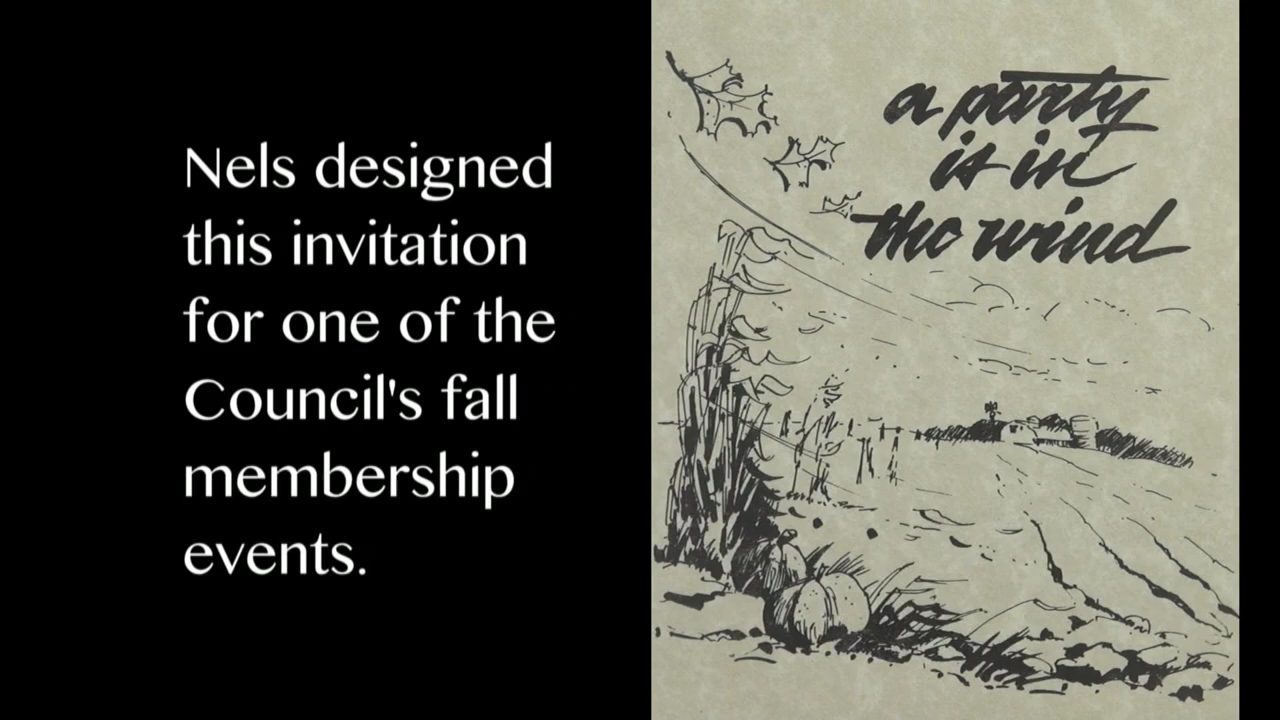 Nels designed
this invitation
for one of the
Council's fall
membership
events.
a party
is in
the wind